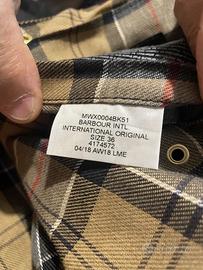 MWX0004BK51
BARBOUR INTL
INTERNATIONAL ORIGINAL
SIZE 36
4174572
04/18 AW18 LME